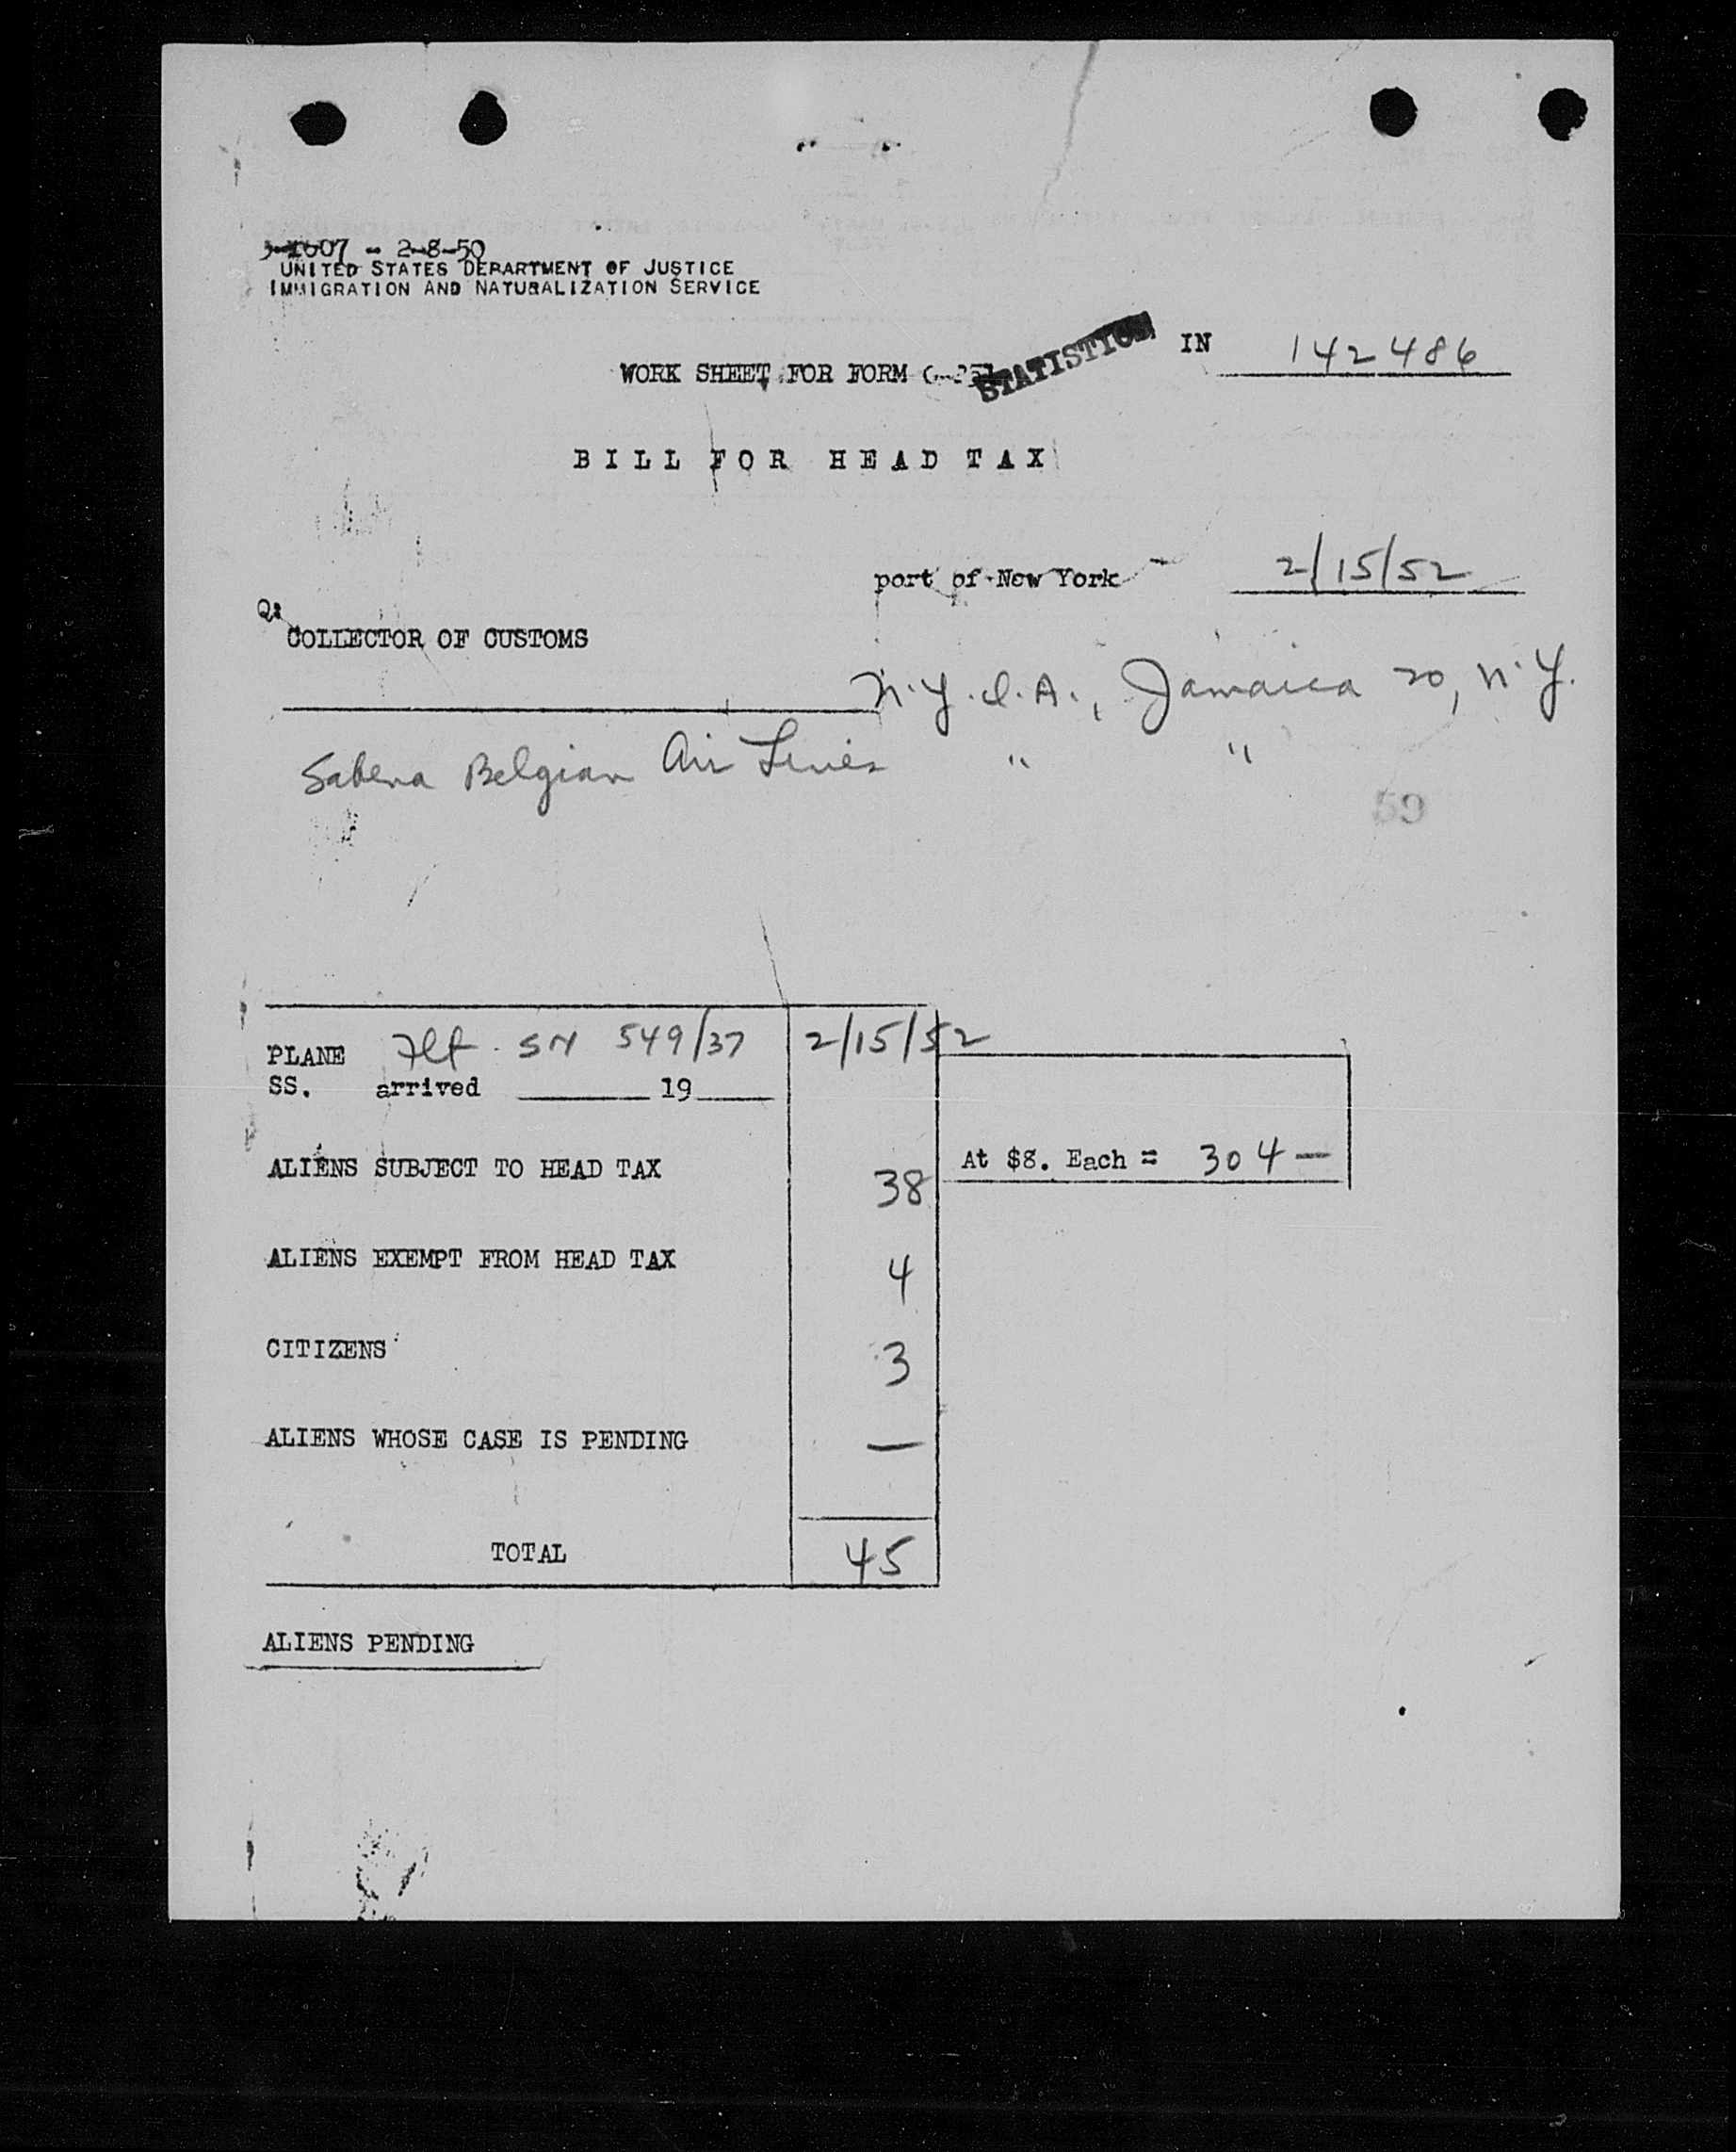 3-1607 - 2-8-50
UNITED STATES DEPARTMENT OF JUSTICE
IMMIGRATION AND NATURALIZATION SERVICE
STATISTICS
IN 142486
WORK SHEET FOR FORM
BILL FOR HEAD TAX
port of New York 2/15/52
COLLECTOR OF CUSTOMS
N.Y.I.A., Jamaica 20, N.Y.
Sabena Belgian Air Lines " "
59
PLANE Flt. SN 549/37 2/15/52
SS. arrived 19
ALIENS SUBJECT TO HEAD TAX 38 At $8. Each = 304 —
ALIENS EXEMPT FROM HEAD TAX 4
CITIZENS 3
ALIENS WHOSE CASE IS PENDING —
TOTAL 45
ALIENS PENDING